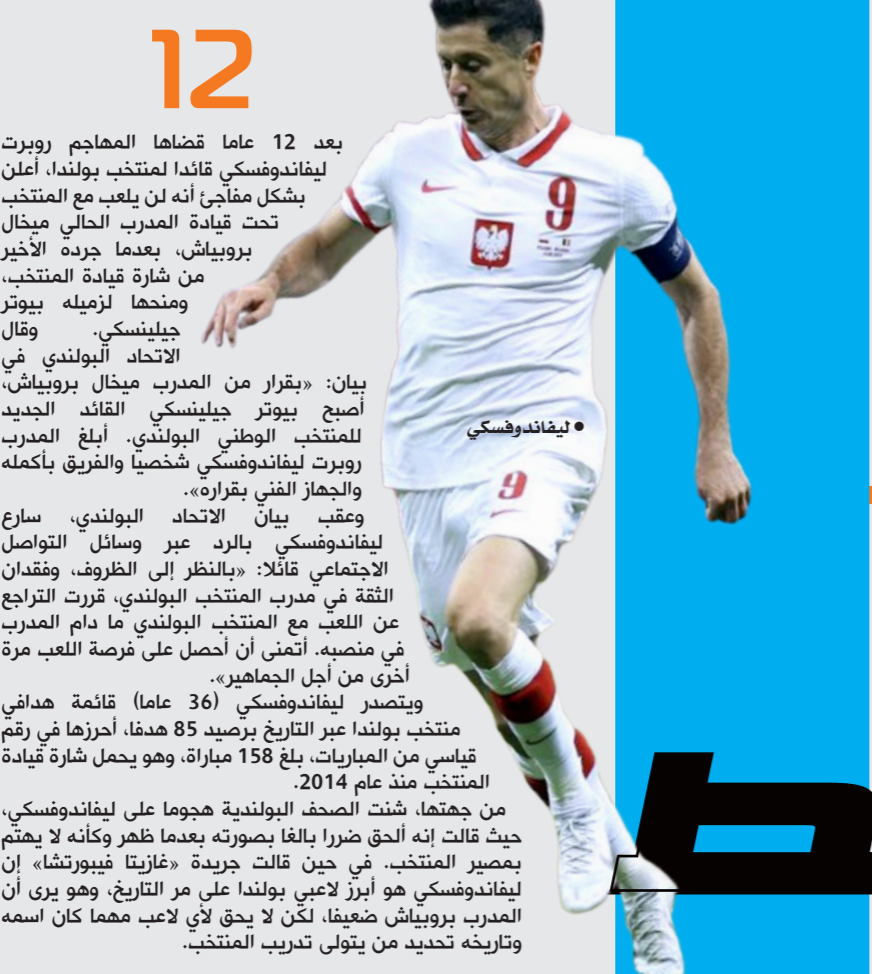 12
بعد 12 عاما قضاها المهاجم روبرت
ليفاندوفسكي قائدا لمنتخب بولندا، أعلن
بشكل مفاجئ أنه لن يلعب مع المنتخب
تحت قيادة المدرب الحالي ميخال
بروبياش، بعدما جرده الأخير
من شارة قيادة المنتخب،
ومنحها لزميله بيوتر
جيلينسكي. وقال
الاتحاد البولندي في
بيان: «بقرار من المدرب ميخال بروبياش،
أصبح بيوتر جيلينسكي القائد الجديد
للمنتخب الوطني البولندي. أبلغ المدرب
روبرت ليفاندوفسكي شخصيا والفريق بأكمله
والجهاز الفني بقراره».
وعقب بيان الاتحاد البولندي، سارع
ليفاندوفسكي بالرد عبر وسائل التواصل
الاجتماعي قائلا: «بالنظر إلى الظروف، وفقدان
الثقة في مدرب المنتخب البولندي، قررت التراجع
عن اللعب مع المنتخب البولندي ما دام المدرب
في منصبه. أتمنى أن أحصل على فرصة اللعب مرة
أخرى من أجل الجماهير».
ويتصدر ليفاندوفسكي (36 عاما) قائمة هدافي
منتخب بولندا عبر التاريخ برصيد 85 هدفا، أحرزها في رقم
قياسي من المباريات، بلغ 158 مباراة، وهو يحمل شارة قيادة
المنتخب منذ عام 2014.
من جهتها، شنت الصحف البولندية هجوما على ليفاندوفسكي،
حيث قالت إنه ألحق ضررا بالغا بصورته بعدما ظهر وكأنه لا يهتم
بمصير المنتخب. في حين قالت جريدة «غازيتا فيبورتشا» إن
ليفاندوفسكي هو أبرز لاعبي بولندا على مر التاريخ، وهو يرى أن
المدرب بروبياش ضعيفا، لكن لا يحق لأي لاعب مهما كان اسمه
وتاريخه تحديد من يتولى تدريب المنتخب.
● ليفاندوفسكي
9
9